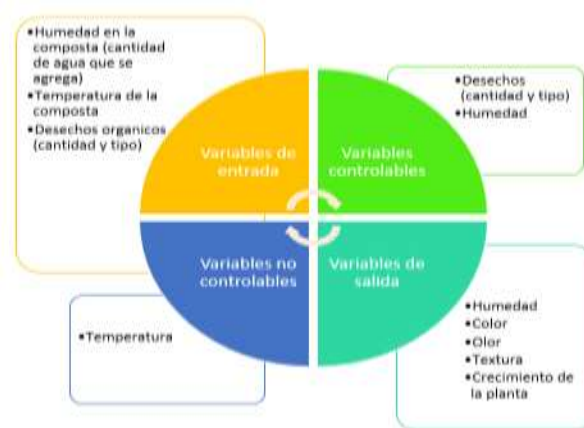 •Humedad en la
composta (cantidad
de agua que se
agrega)
•Temperatura de la
composta
•Desechos organicos
(cantidad y tipo)
Variables de
entrada
Variables
controlables
•Desechos
(cantidad y tipo)
•Humedad
Variables no
controlables
•Temperatura
Variables de
salida
•Humedad
•Color
•Olor
•Textura
•Crecimiento de
la planta